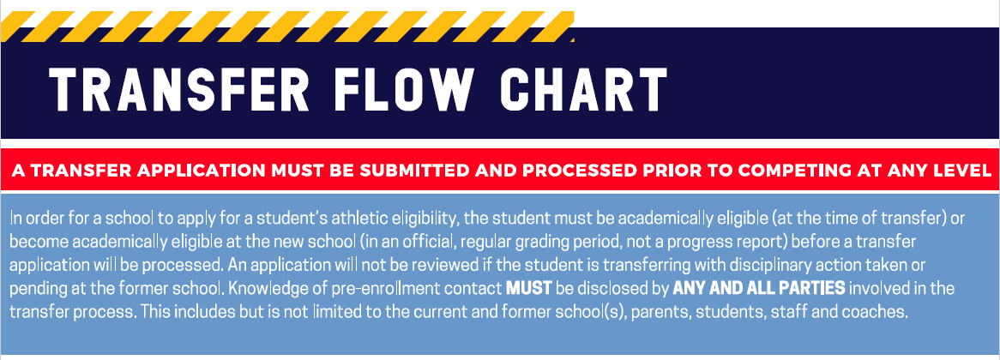 TRANSFER FLOW CHART
A TRANSFER APPLICATION MUST BE SUBMITTED AND PROCESSED PRIOR TO COMPETING AT ANY LEVEL
In order for a school to apply for a student's athletic eligibility, the student must be academically eligible (at the time of transfer) or
become academically eligible at the new school (in an official, regular grading period, not a progress report) before a transfer
application will be processed. An application will not be reviewed if the student is transferring with disciplinary action taken or
pending at the former school. Knowledge of pre-enrollment contact MUST be disclosed by ANY AND ALL PARTIES involved in the
transfer process. This includes but is not limited to the current and former school(s), parents, students, staff and coaches.